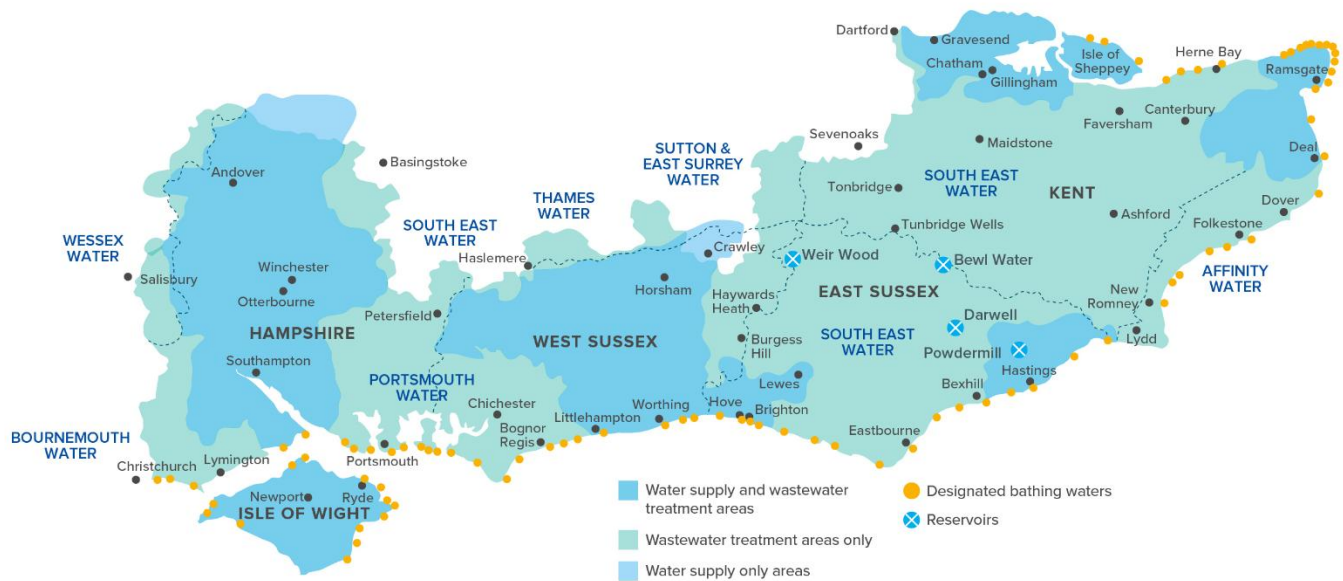 Dartford
Gravesend
Chatham
Gillingham
Isle of
Sheppey
Herne Bay
Ramsgate
Canterbury
Faversham
Sevenoaks
Maidstone
Deal
Basingstoke
Andover
SUTTON &
EAST SURREY
WATER
Tonbridge
SOUTH EAST
WATER
KENT
THAMES
WATER
Ashford
Dover
Tunbridge Wells
Folkestone
SOUTH EAST
WATER
WESSEX
WATER
Haslemere
Crawley
Weir Wood
Bewl Water
AFFINITY
WATER
Salisbury
Winchester
Otterbourne
Horsham
EAST SUSSEX
New
Romney
Haywards
Heath
Petersfield
HAMPSHIRE
WEST SUSSEX
Darwell
SOUTH EAST
WATER
Burgess
Hill
Lydd
Powdermill
Southampton
Hastings
Lewes
PORTSMOUTH
WATER
Bexhill
Chichester
Littlehampton
Worthing
Hove
Brighton
Bognor
Regis
Eastbourne
BOURNEMOUTH
WATER
Christchurch
Lymington
Portsmouth
Newport
Ryde
ISLE OF WIGHT
Water supply and wastewater
treatment areas
Wastewater treatment areas only
Water supply only areas
Designated bathing waters
Reservoirs